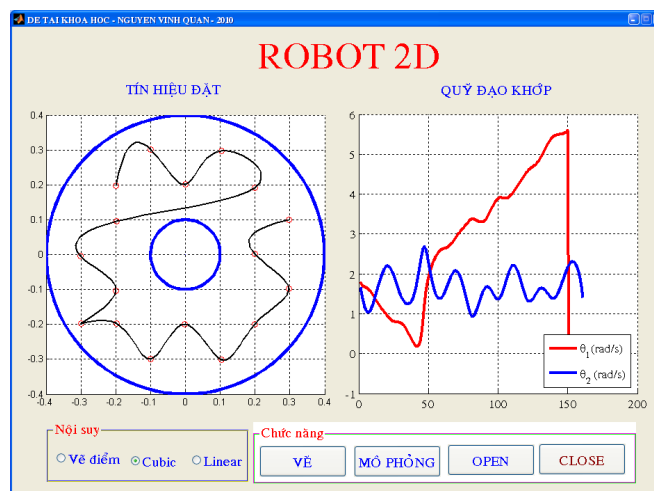 DE TAI KHOA HOC - NGUYEN VINH QUAN - 2010
ROBOT 2D
TÍN HIỆU ĐẶT
QUỸ ĐẠO KHỚP
0.4
0.3
0.2
0.1
0
-0.1
-0.2
-0.3
-0.4
-0.4 -0.3 -0.2 -0.1 0 0.1 0.2 0.3 0.4
6
5
4
3
2
1
0
-1
0 50 100 150 200
θ1 (rad/s)
θ2 (rad/s)
Nội suy
Vẽ điểm Cubic Linear
Chức năng
VẼ MÔ PHỎNG OPEN CLOSE